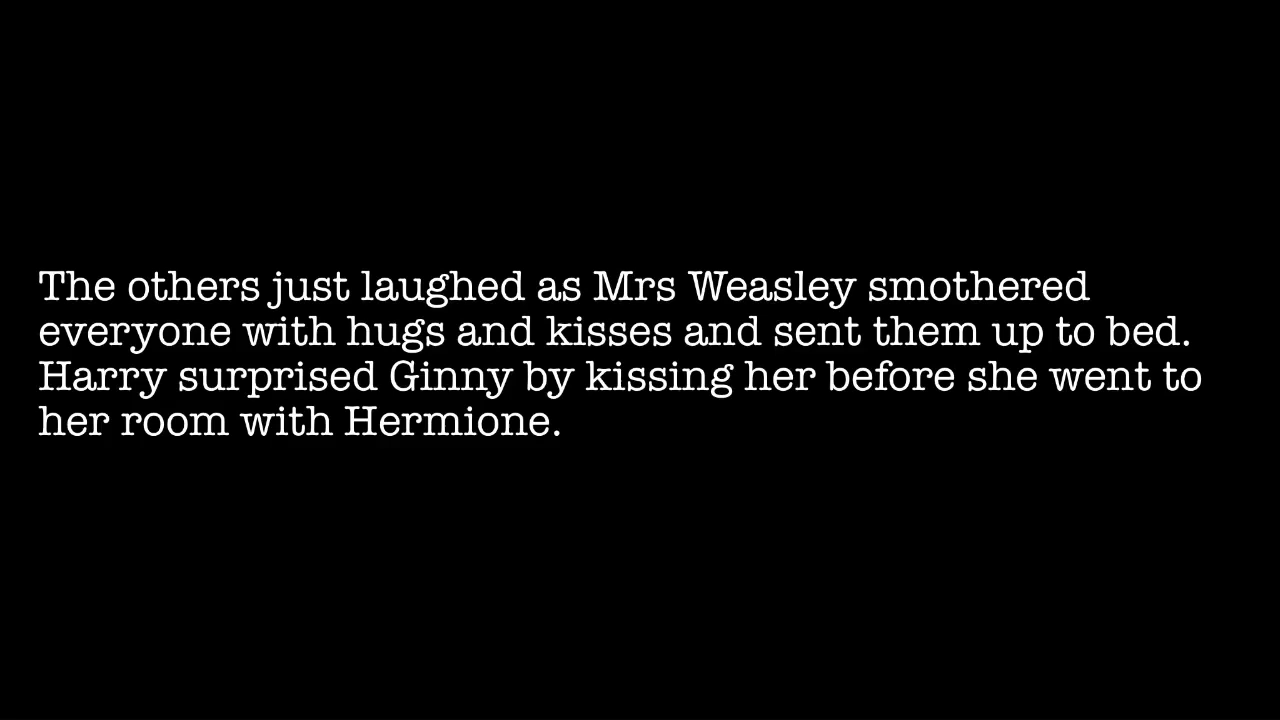 The others just laughed as Mrs Weasley smothered
everyone with hugs and kisses and sent them up to bed.
Harry surprised Ginny by kissing her before she went to
her room with Hermione.